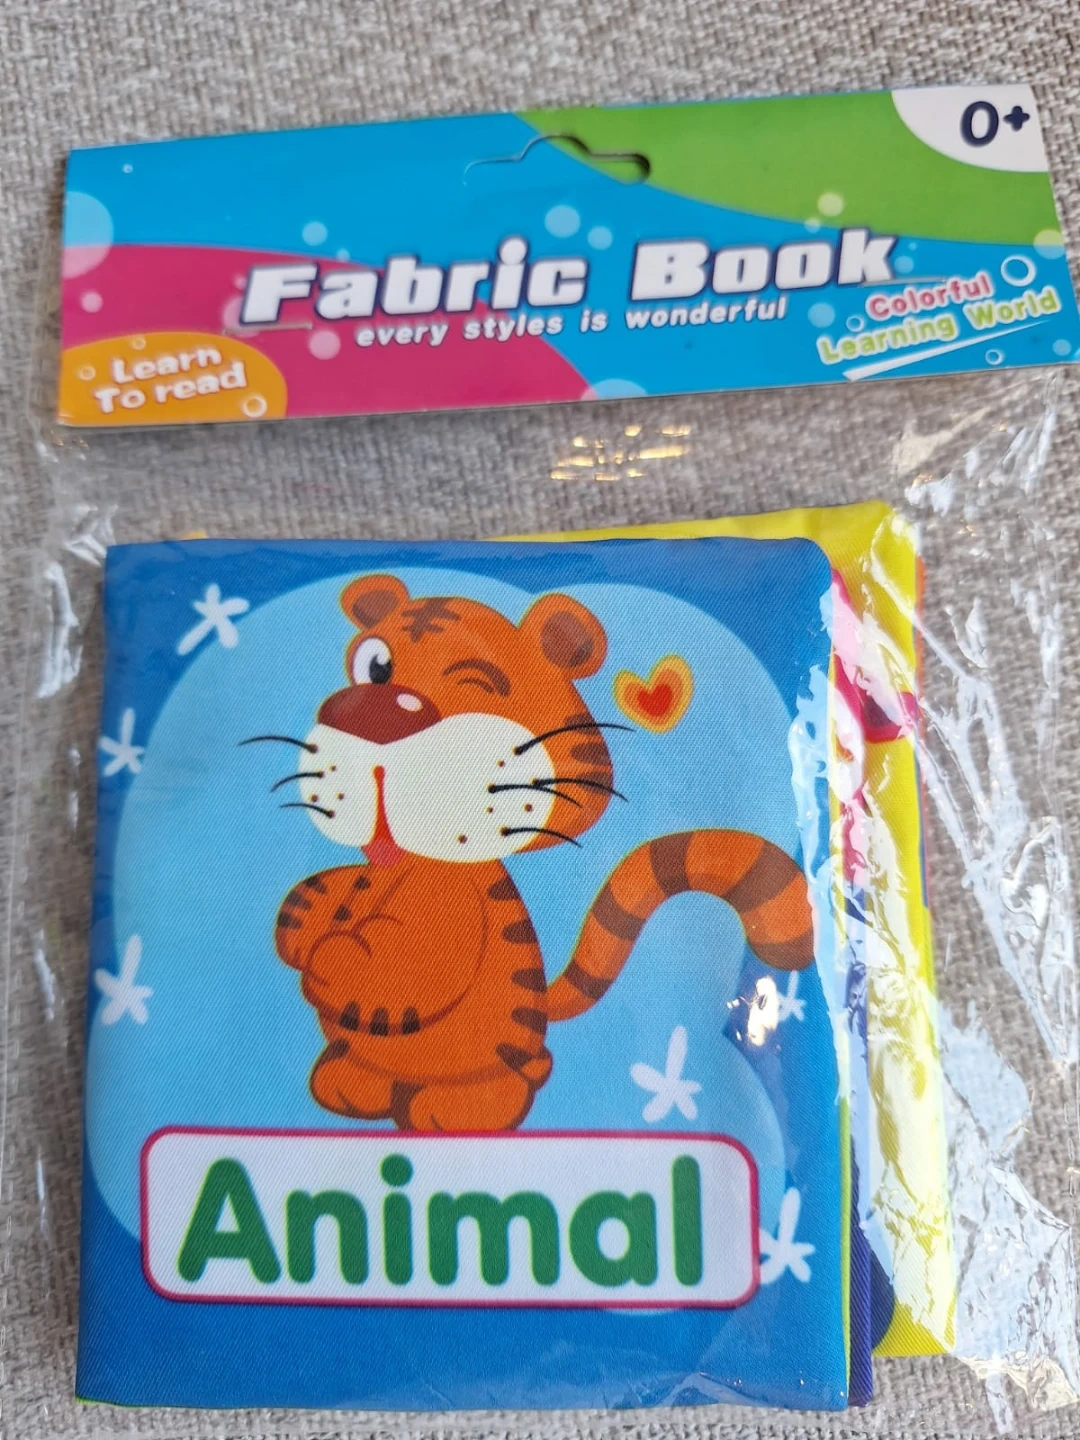 0+
Fabric Book
every styles is wonderful
Colorful
Learning World
Learn
To read
Animal